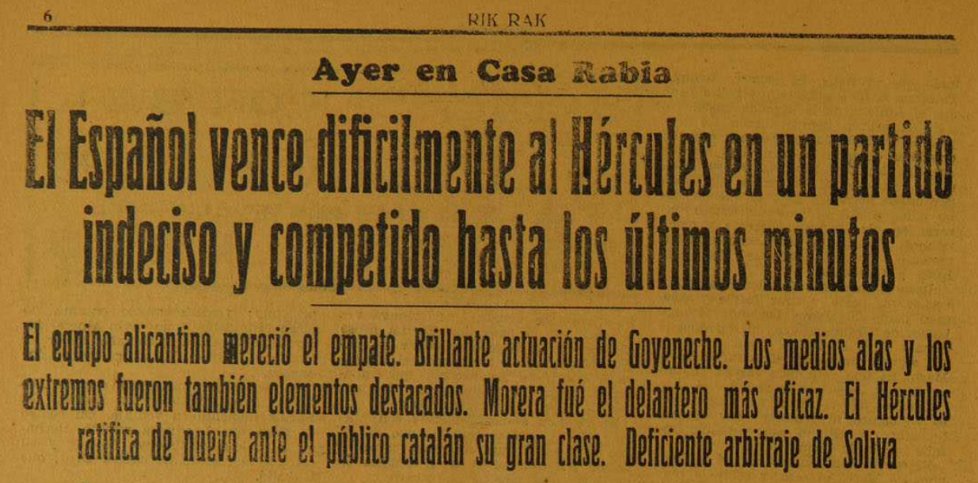 6
RIK RAK
Ayer en Casa Rabia
El Español vence dificilmente al Hércules en un partido
indeciso y competido hasta los últimos minutos
El equipo alicantino mereció el empate. Brillante actuación de Goyeneche. Los medios alas y los
extremos fueron también elementos destacados. Morera fué el delantero más eficaz. El Hércules
ratifica de nuevo ante el público catalán su gran clase. Deficiente arbitraje de Soliva